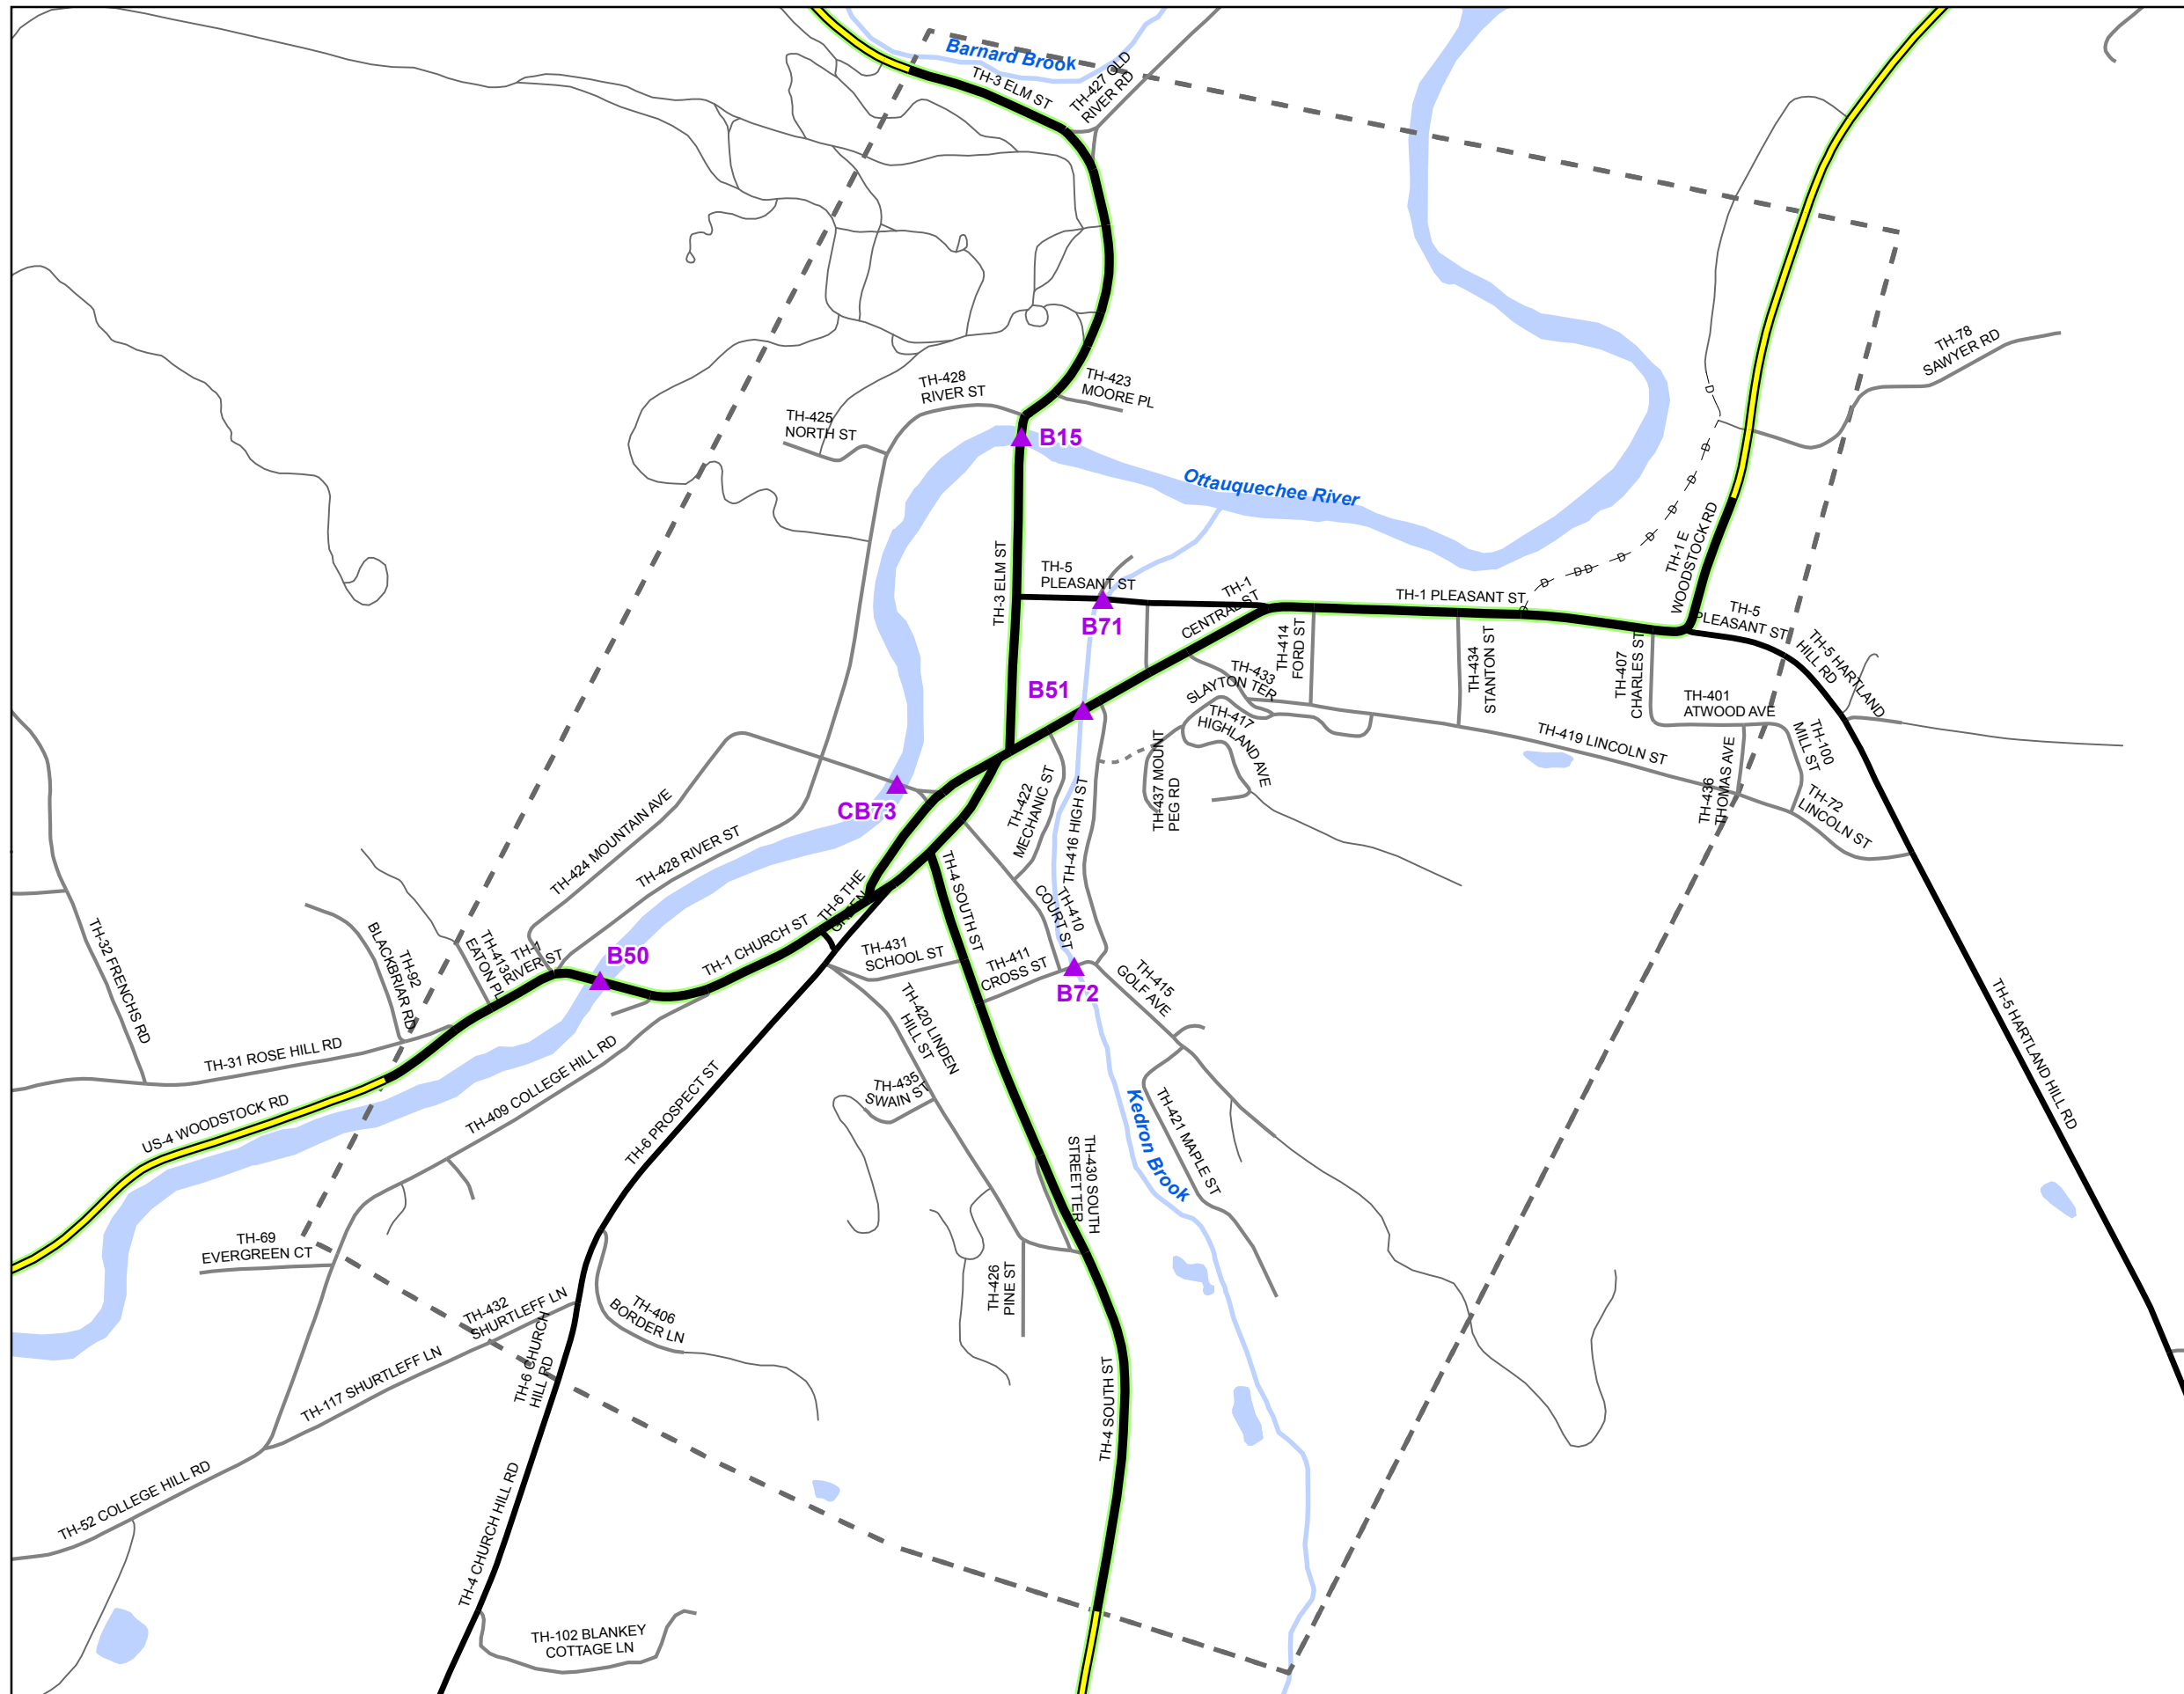 Barnard Brook
TH-3 ELM ST
TH-427 OLD
RIVER RD
TH-78
SAWYER RD
TH-428
RIVER ST
TH-423
MOORE PL
TH-425
NORTH ST
B15
Ottauquechee River
D
D
D
D
D
D
D
D
D
D
TH-1 E
WOODSTOCK RD
TH-3 ELM ST
TH-5
PLEASANT ST
B71
TH-1
CENTRAL ST
TH-1 PLEASANT ST
TH-5
PLEASANT ST
TH-5 HARTLAND
HILL RD
TH-414
FORD ST
TH-434
STANTON ST
TH-407
CHARLES ST
TH-433
SLAYTON TER
TH-401
ATWOOD AVE
B51
TH-417
HIGHLAND AVE
TH-419 LINCOLN ST
TH-100
MILL ST
TH-437 MOUNT
PEG RD
TH-436
THOMAS AVE
TH-72
LINCOLN ST
CB73
TH-422
MECHANIC ST
TH-416 HIGH ST
TH-424 MOUNTAIN AVE
TH-428 RIVER ST
TH-6 THE
GREEN
TH-4 SOUTH ST
TH-410
COURT ST
TH-32 FRENCHS RD
TH-92
BLACKBRIAR RD
TH-413
EATON PL
TH-7
RIVER ST
B50
TH-1 CHURCH ST
TH-431
SCHOOL ST
TH-411
CROSS ST
B72
TH-415
GOLF AVE
TH-31 ROSE HILL RD
TH-420 LINDEN
HILL ST
TH-5 HARTLAND HILL RD
US-4 WOODSTOCK RD
TH-409 COLLEGE HILL RD
TH-435
SWAIN ST
TH-6 PROSPECT ST
Kedron Brook
TH-421 MAPLE ST
TH-430 SOUTH
STREET TER
TH-69
EVERGREEN CT
TH-426
PINE ST
TH-432
SHURTLEFF LN
TH-406
BORDER LN
TH-6 CHURCH
HILL RD
TH-117 SHURTLEFF LN
TH-4 SOUTH ST
TH-52 COLLEGE HILL RD
TH-4 CHURCH HILL RD
TH-102 BLANKEY
COTTAGE LN